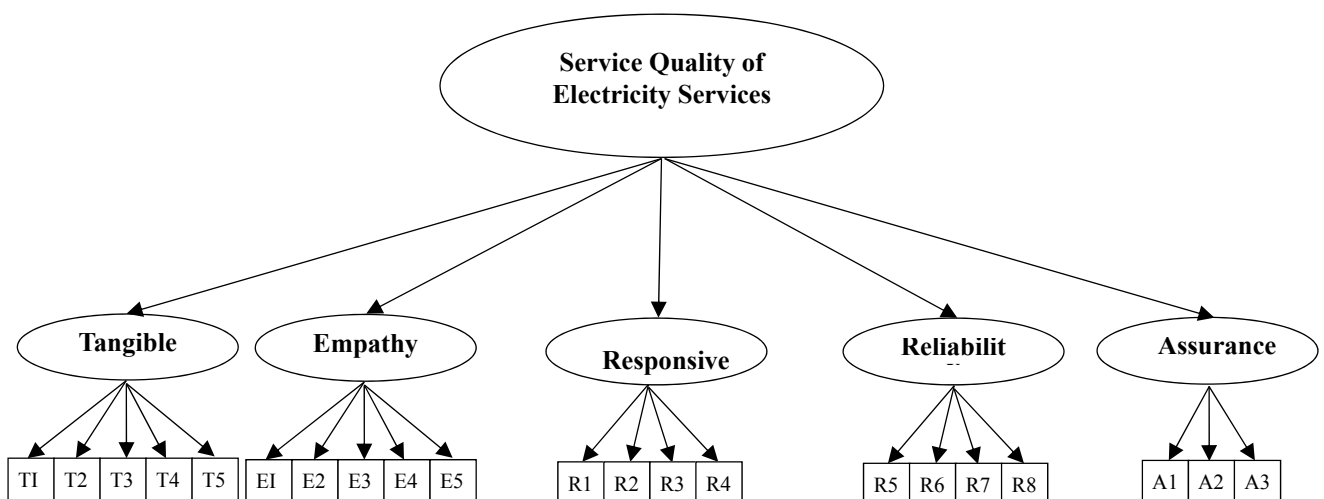 Service Quality of
Electricity Services
Tangible
Empathy
Responsive
Reliabilit
Assurance
TI T2 T3 T4 T5
EI E2 E3 E4 E5
R1 R2 R3 R4
R5 R6 R7 R8
A1 A2 A3